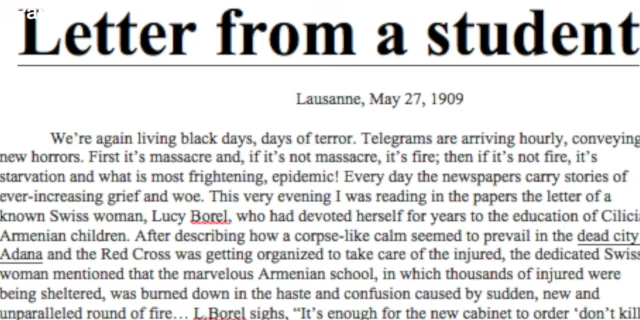 Letter from a student
Lausanne, May 27, 1909
We're again living black days, days of terror. Telegrams are arriving hourly, conveying
new horrors. First it's massacre and, if it's not massacre, it's fire; then if it's not fire, it's
starvation and what is most frightening, epidemic! Every day the newspapers carry stories of
ever-increasing grief and woe. This very evening I was reading in the papers the letter of a
known Swiss woman, Lucy Borel, who had devoted herself for years to the education of Cilici
Armenian children. After describing how a corpse-like calm seemed to prevail in the dead city
Adana and the Red Cross was getting organized to take care of the injured, the dedicated Swiss
woman mentioned that the marvelous Armenian school, in which thousands of injured were
being sheltered, was burned down in the haste and confusion caused by sudden, new and
unparalleled round of fire… L.Borel sighs, “It's enough for the new cabinet to order ‘don't kill